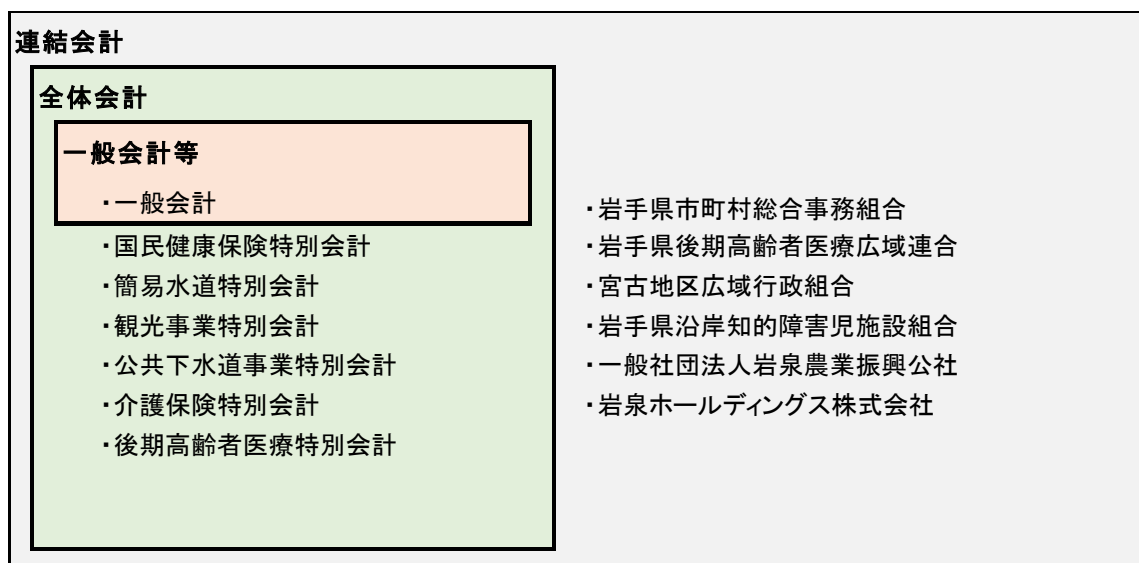 連結会計
全体会計
一般会計等
・一般会計
・国民健康保険特別会計
・簡易水道特別会計
・観光事業特別会計
・公共下水道事業特別会計
・介護保険特別会計
・後期高齢者医療特別会計
・岩手県市町村総合事務組合
・岩手県後期高齢者医療広域連合
・宮古地区広域行政組合
・岩手県沿岸知的障害児施設組合
・一般社団法人岩泉農業振興公社
・岩泉ホールディングス株式会社